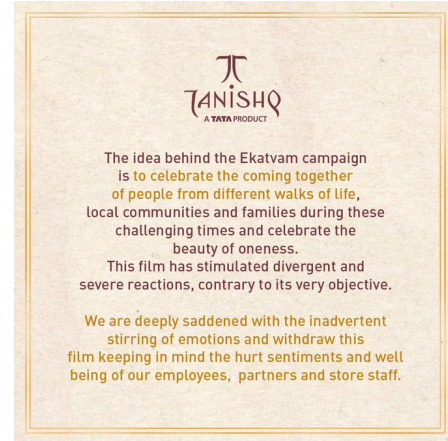 TANISHQ
A TATA PRODUCT
The idea behind the Ekatvam campaign
is to celebrate the coming together
of people from different walks of life,
local communities and families during these
challenging times and celebrate the
beauty of oneness.
This film has stimulated divergent and
severe reactions, contrary to its very objective.
We are deeply saddened with the inadvertent
stirring of emotions and withdraw this
film keeping in mind the hurt sentiments and well
being of our employees, partners and store staff.